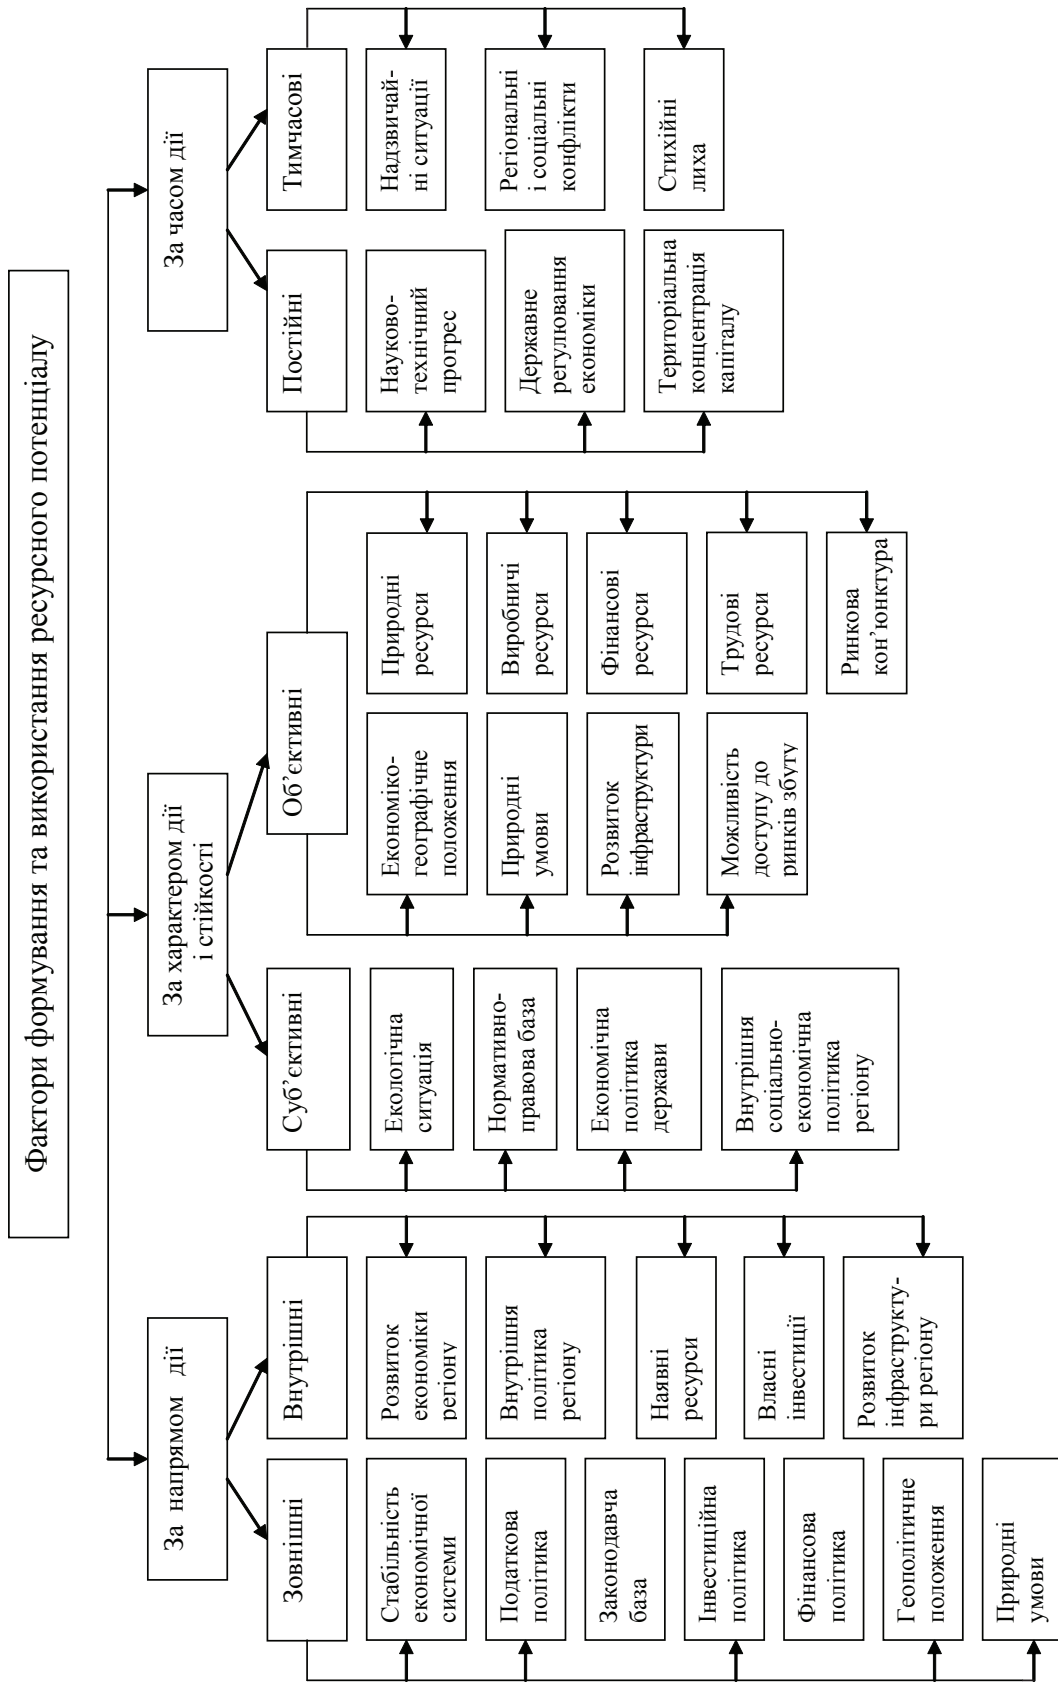 Фактори формування та використання ресурсного потенціалу
За напрямом дії
Зовнішні
Стабільність
економічної
системи
Податкова
політика
Законодавча
база
Інвестиційна
політика
Фінансова
політика
Геополітичне
положення
Природні
умови
Внутрішні
Розвиток
економіки
регіону
Внутрішня
політика
регіону
Наявні
ресурси
Власні
інвестиції
Розвиток
інфраструкту-
ри регіону
За характером дії
і стійкості
Суб’єктивні
Екологічна
ситуація
Нормативно-
правова база
Економічна
політика
держави
Внутрішня
соціально-
економічна
політика
регіону
Об’єктивні
Економіко-
географічне
положення
Природні
умови
Розвиток
інфраструктури
Можливість
доступу до
ринків збуту
Природні
ресурси
Виробничі
ресурси
Фінансові
ресурси
Трудові
ресурси
Ринкова
кон’юнктура
За часом дії
Постійні
Науково-
технічний
прогрес
Державне
регулювання
економіки
Територіальна
концентрація
капіталу
Тимчасові
Надзвичай-
ні ситуації
Регіональні
і соціальні
конфлікти
Стихійні
лиха